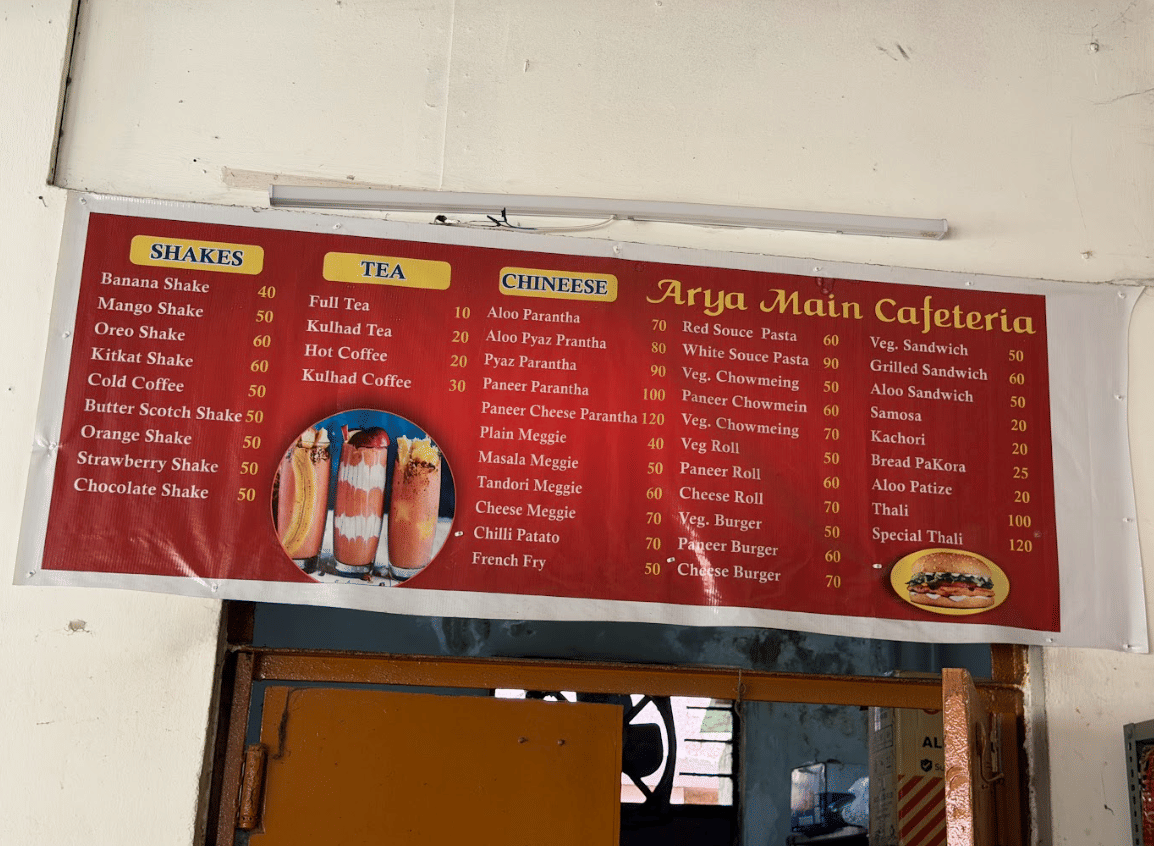 Arya Main Cafeteria
SHAKES
Banana Shake 40
Mango Shake 50
Oreo Shake 60
Kitkat Shake 60
Cold Coffee 50
Butter Scotch Shake 50
Orange Shake 50
Strawberry Shake 50
Chocolate Shake 50
TEA
Full Tea 10
Kulhad Tea 20
Hot Coffee 20
Kulhad Coffee 30
CHINEESE
Aloo Parantha 70
Aloo Pyaz Prantha 80
Pyaz Parantha 90
Paneer Parantha 100
Paneer Cheese Parantha 120
Plain Meggie 40
Masala Meggie 50
Tandori Meggie 60
Cheese Meggie 70
Chilli Patato 70
French Fry 50
Red Souce Pasta 60
White Souce Pasta 90
Veg. Chowmeing 50
Paneer Chowmein 60
Veg. Chowmeing 70
Veg Roll 50
Paneer Roll 60
Cheese Roll 70
Veg. Burger 50
Paneer Burger 60
Cheese Burger 70
Veg. Sandwich 50
Grilled Sandwich 60
Aloo Sandwich 50
Samosa 20
Kachori 20
Bread PaKora 25
Aloo Patize 20
Thali 100
Special Thali 120